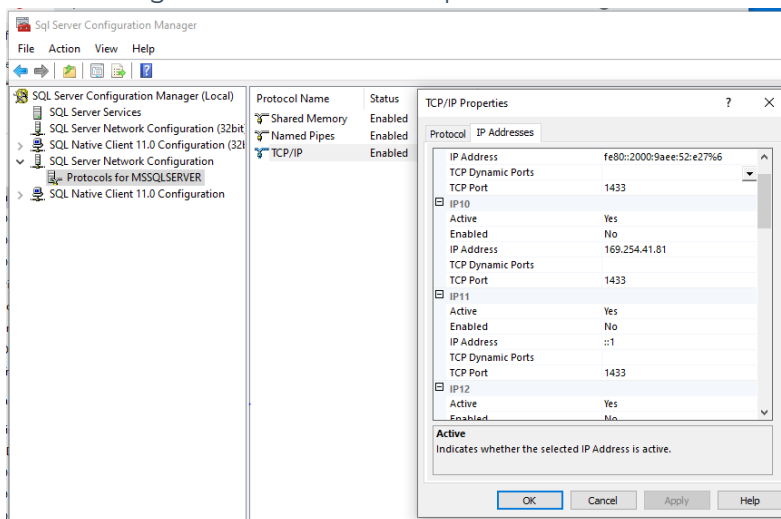 Sql Server Configuration Manager
File Action View Help
SQL Server Configuration Manager (Local)
SQL Server Services
SQL Server Network Configuration (32bit
SQL Native Client 11.0 Configuration (32
SQL Server Network Configuration
Protocols for MSSQLSERVER
SQL Native Client 11.0 Configuration
Protocol Name Status
Shared Memory Enabled
Named Pipes Enabled
TCP/IP Enabled
TCP/IP Properties ? X
Protocol IP Addresses
IP Address fe80::2000:9aee:52:e27%6
TCP Dynamic Ports
TCP Port 1433
IP10
Active Yes
Enabled No
IP Address 169.254.41.81
TCP Dynamic Ports
TCP Port 1433
IP11
Active Yes
Enabled No
IP Address ::1
TCP Dynamic Ports
TCP Port 1433
IP12
Active Yes
Enabled No
Active
Indicates whether the selected IP Address is active.
OK Cancel Apply Help